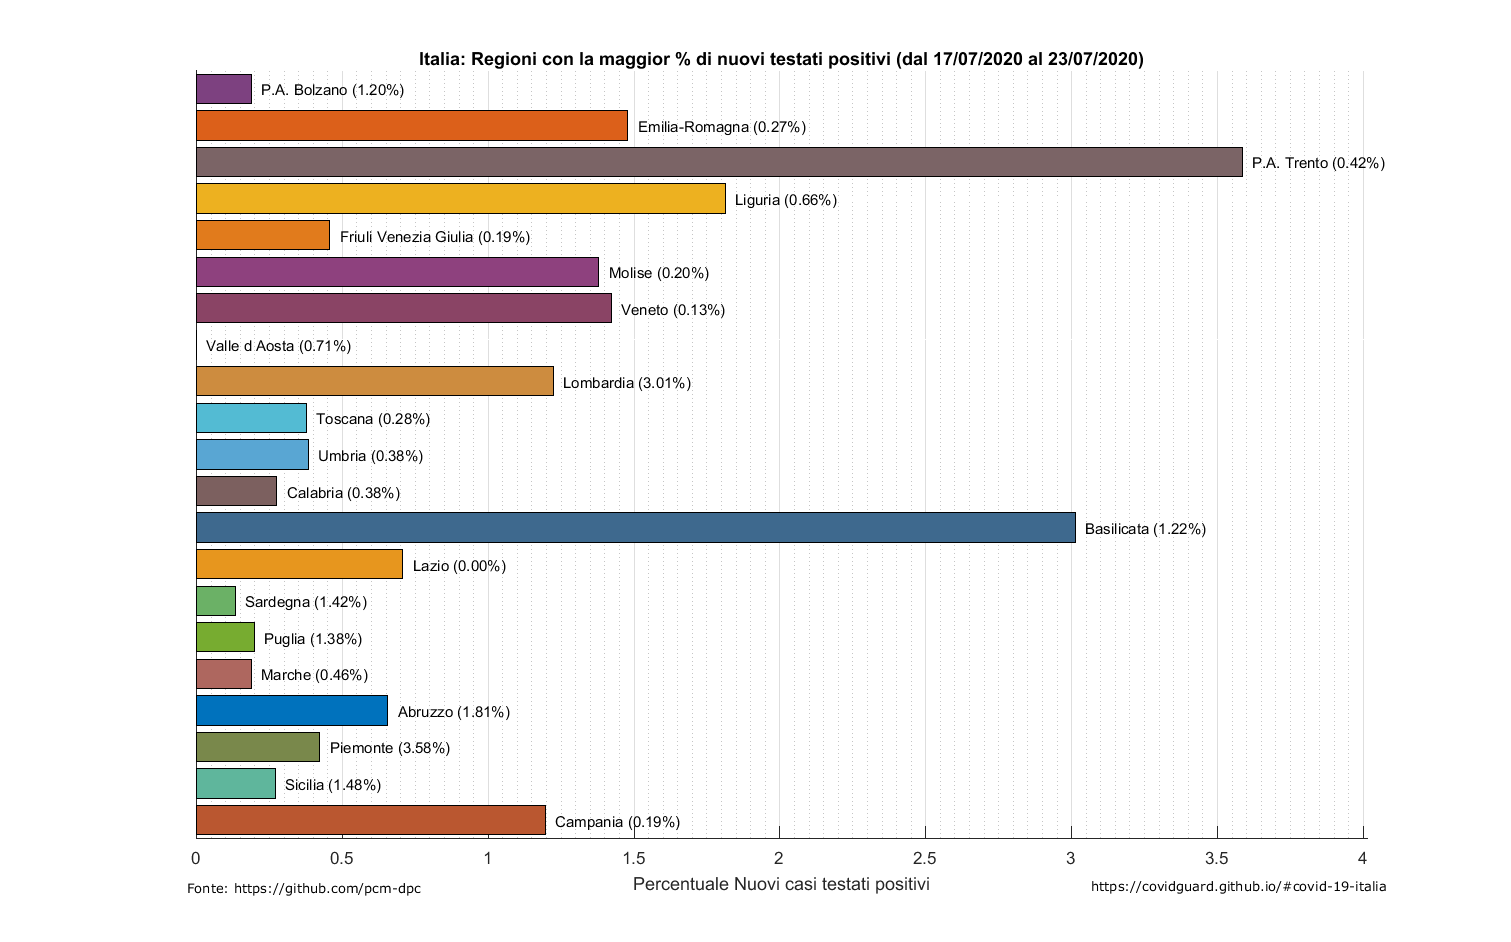 Italia: Regioni con la maggior % di nuovi testati positivi (dal 17/07/2020 al 23/07/2020)
P.A. Bolzano (1.20%)
Emilia-Romagna (0.27%)
P.A. Trento (0.42%)
Liguria (0.66%)
Friuli Venezia Giulia (0.19%)
Molise (0.20%)
Veneto (0.13%)
Valle d Aosta (0.71%)
Lombardia (3.01%)
Toscana (0.28%)
Umbria (0.38%)
Calabria (0.38%)
Basilicata (1.22%)
Lazio (0.00%)
Sardegna (1.42%)
Puglia (1.38%)
Marche (0.46%)
Abruzzo (1.81%)
Piemonte (3.58%)
Sicilia (1.48%)
Campania (0.19%)
0 0.5 1 1.5 2 2.5 3 3.5 4
Percentuale Nuovi casi testati positivi
Fonte: https://github.com/pcm-dpc
https://covidguard.github.io/#covid-19-italia